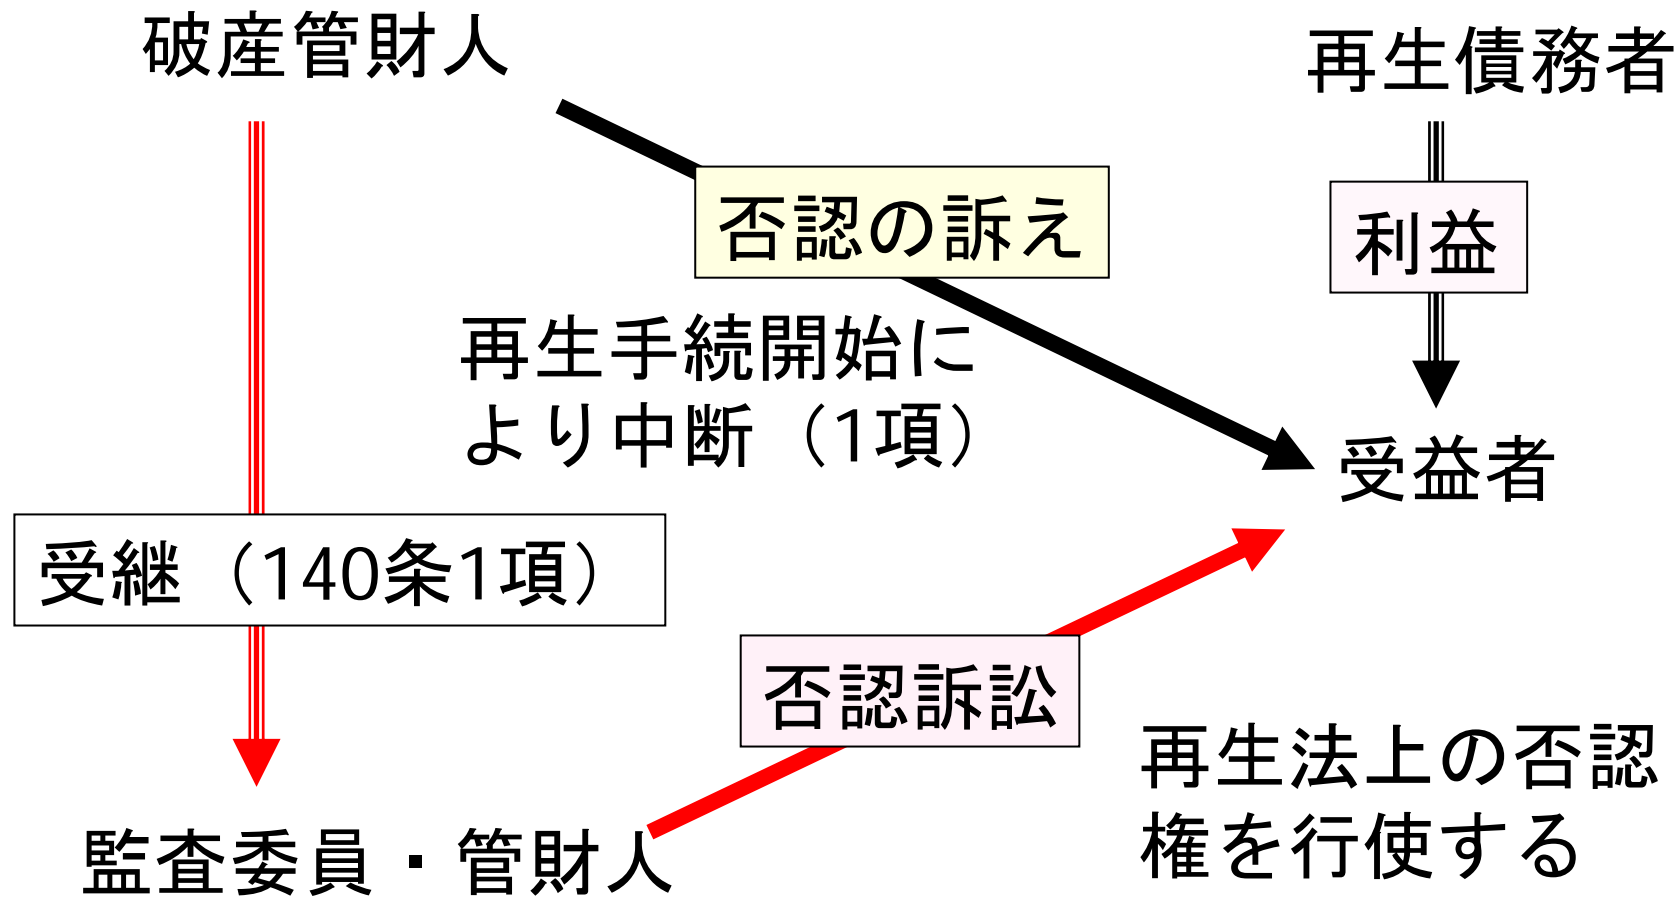 破産管財人
再生債務者
否認の訴え
利益
再生手続開始に
より中断（1項）
受益者
受継（140条1項）
否認訴訟
再生法上の否認
権を行使する
監査委員・管財人